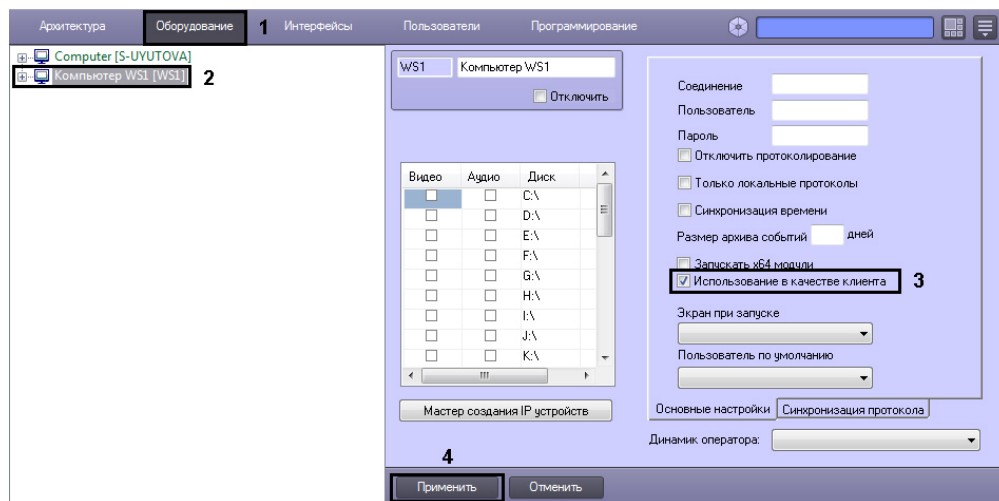 Архитектура Оборудование 1 Интерфейсы Пользователи Программирование
Computer [S-UYUTOVA]
Компьютер WS1 [WS1] 2
WS1 Компьютер WS1
Отключить
Видео Аудио Диск
C:\
D:\
E:\
F:\
G:\
H:\
I:\
J:\
K:\
Мастер создания IP устройств
Соединение
Пользователь
Пароль
Отключить протоколирование
Только локальные протоколы
Синхронизация времени
Размер архива событий дней
Запускать x64 модули
Использование в качестве клиента 3
Экран при запуске
Пользователь по умолчанию
Основные настройки Синхронизация протокола
Динамик оператора:
4
Применить Отменить